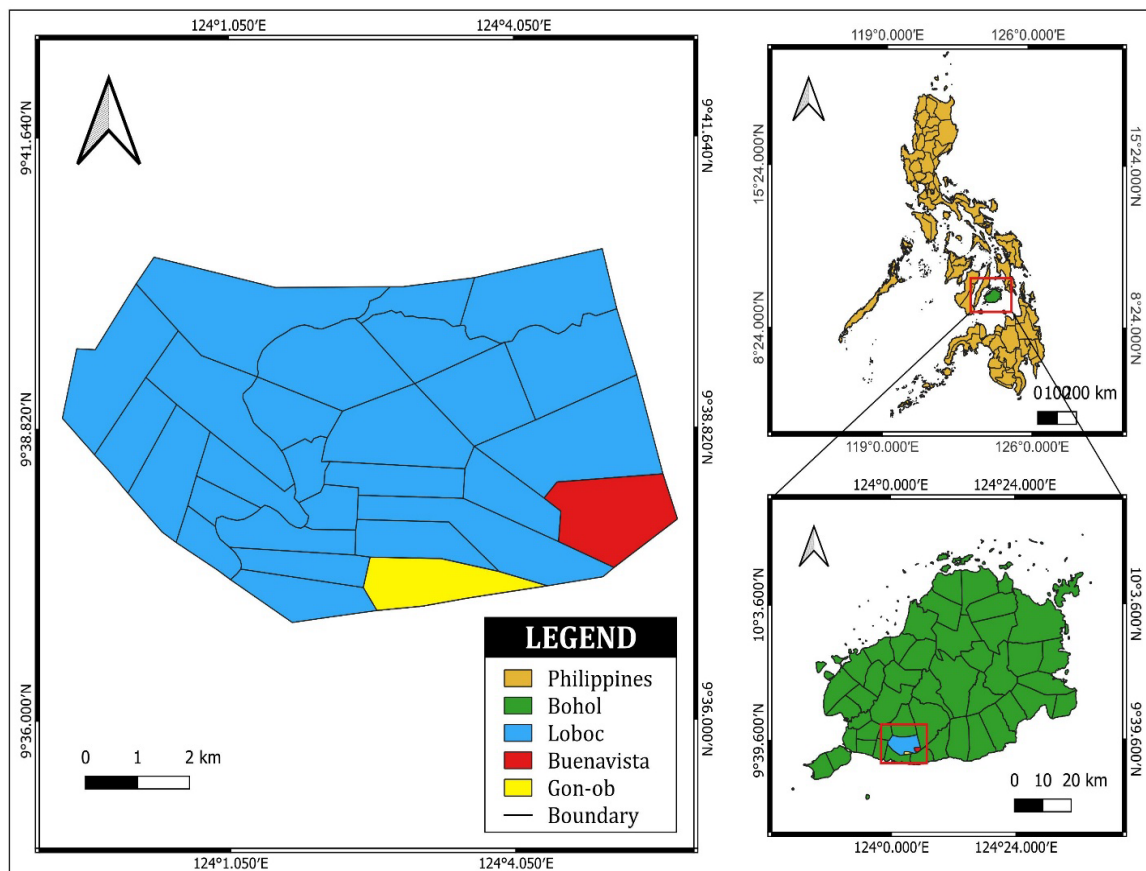 124°1.050′E 124°4.050′E
9°41.640′N
9°38.820′N
9°36.000′N
9°41.640′N
9°38.820′N
9°36.000′N
0 1 2 km
124°1.050′E 124°4.050′E
LEGEND
Philippines
Bohol
Loboc
Buenavista
Gon-ob
Boundary
119°0.000′E 126°0.000′E
15°24.000′N
8°24.000′N
15°24.000′N
8°24.000′N
0 100 200 km
119°0.000′E 126°0.000′E
124°0.000′E 124°24.000′E
10°3.600′N
9°39.600′N
10°3.600′N
9°39.600′N
0 10 20 km
124°0.000′E 124°24.000′E